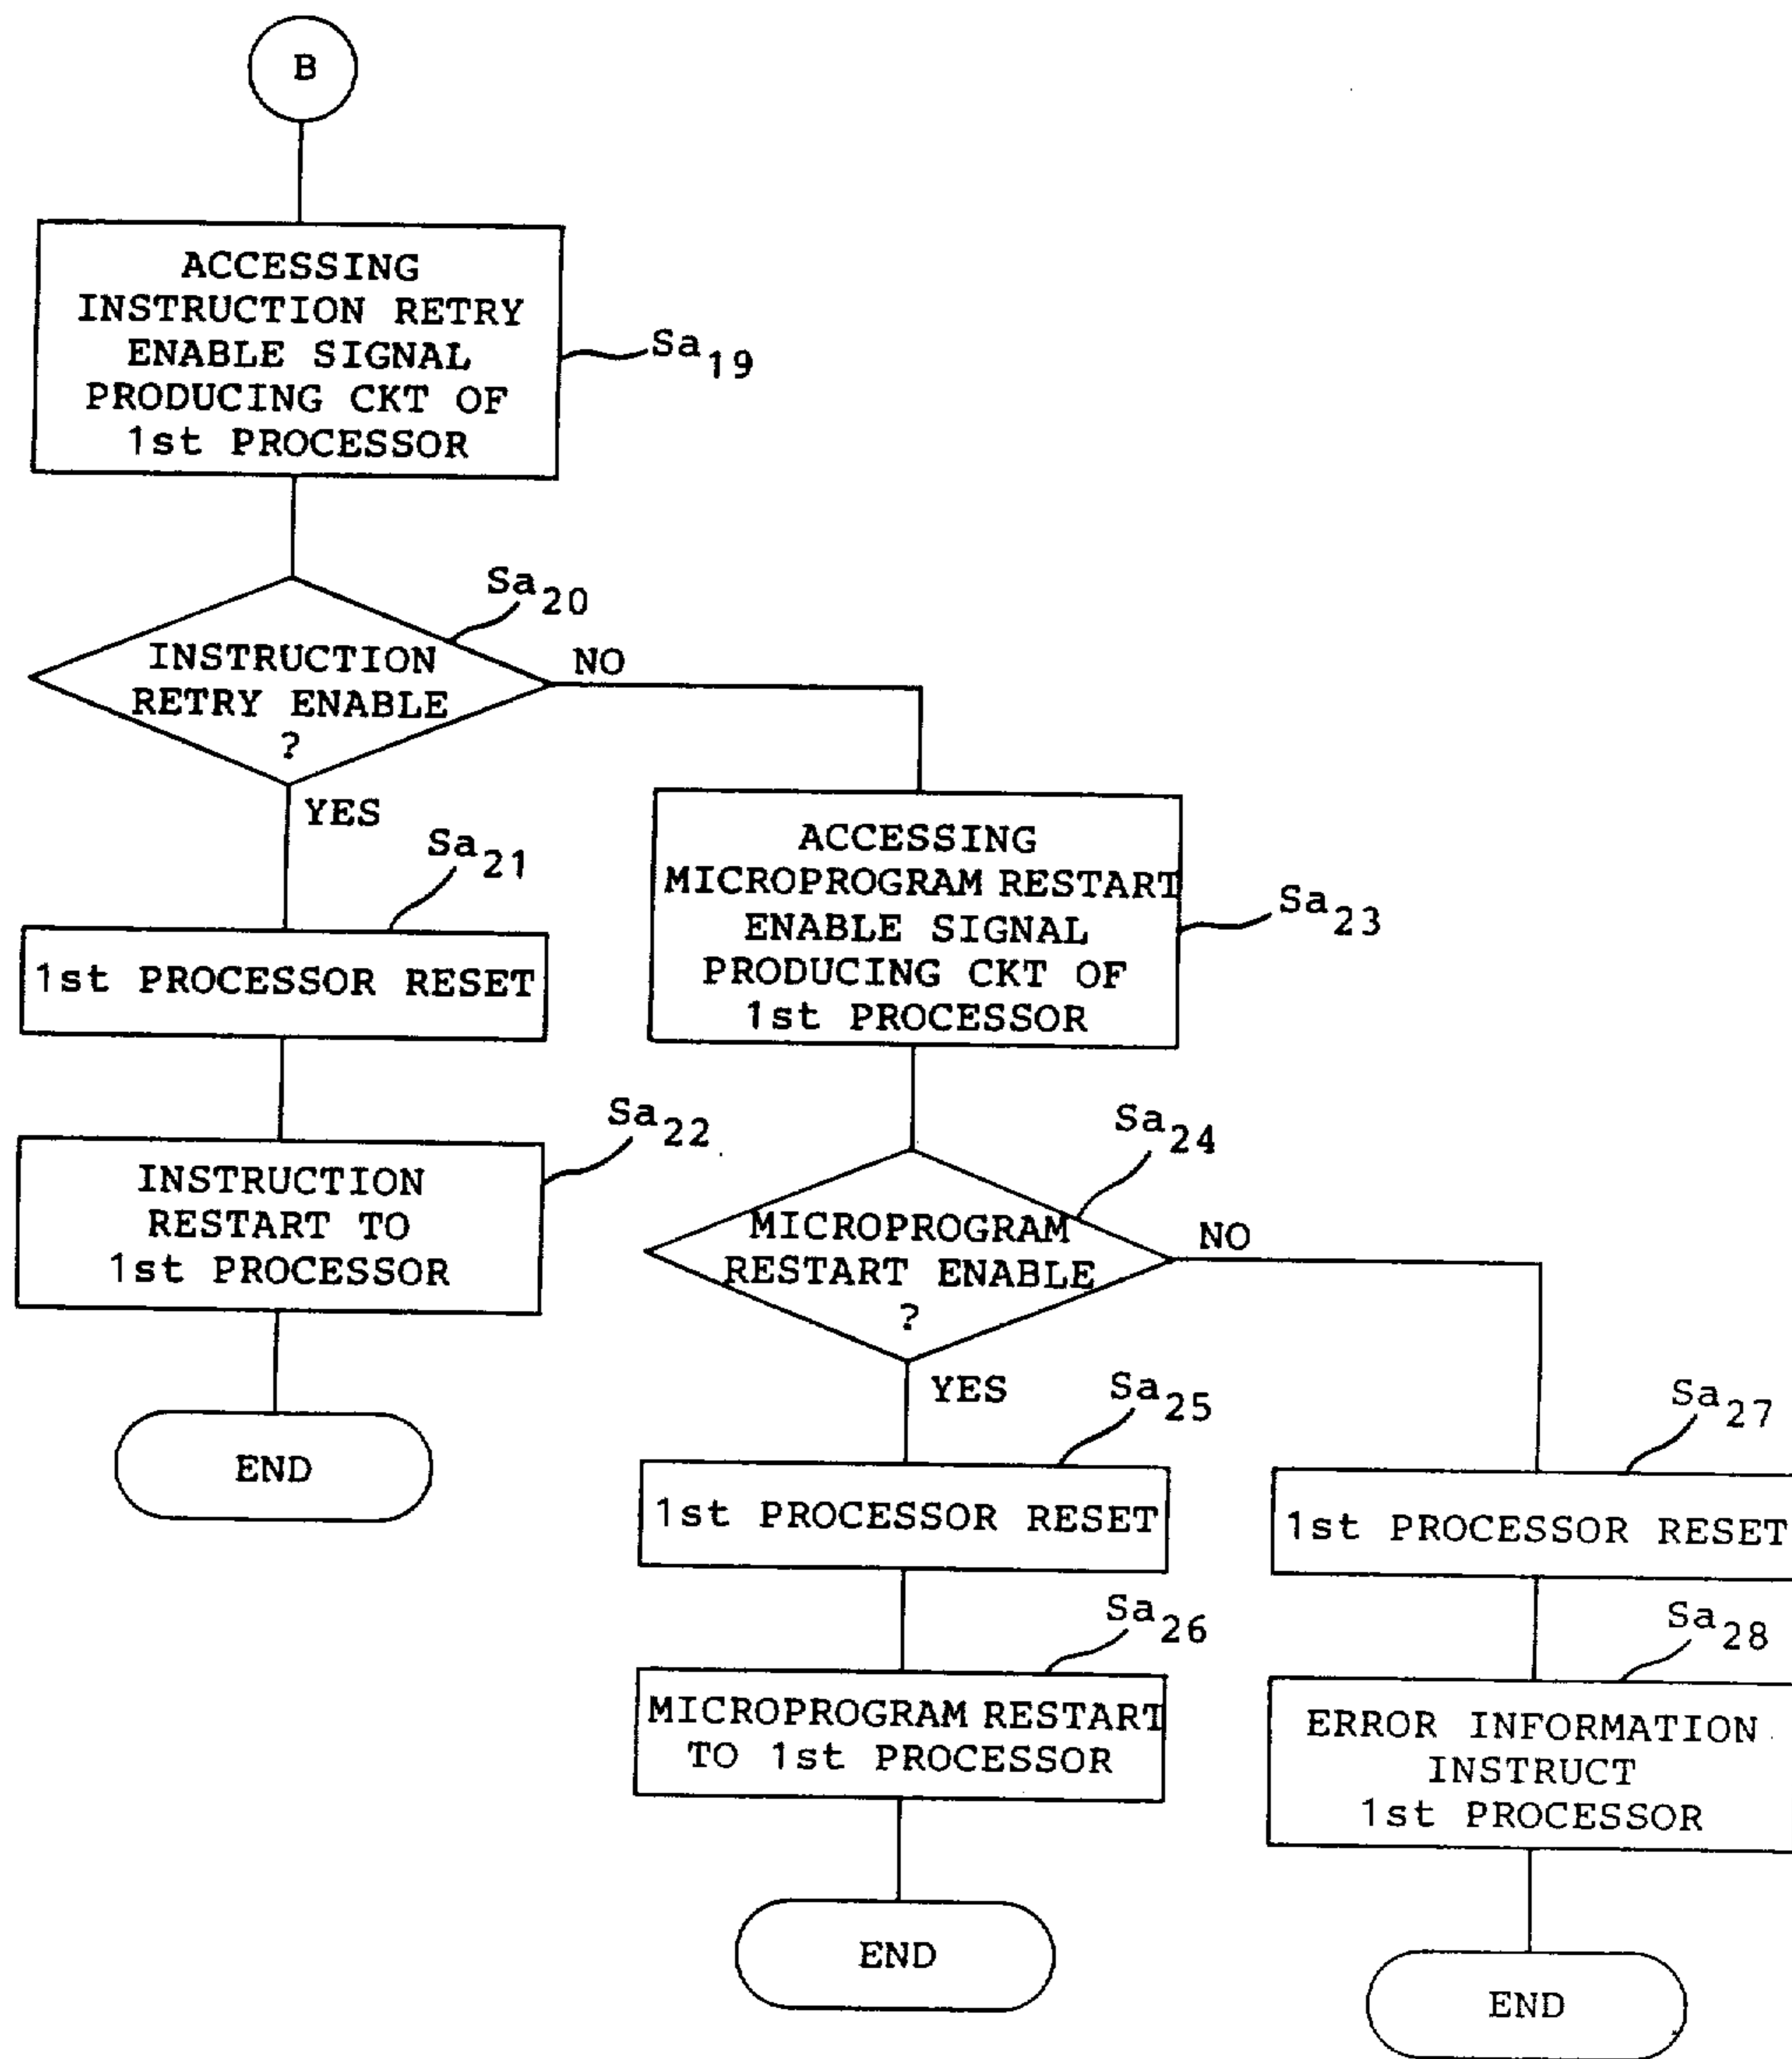 B
ACCESSING
INSTRUCTION RETRY
ENABLE SIGNAL
PRODUCING CKT OF
1st PROCESSOR
Sa19
Sa20
INSTRUCTION
RETRY ENABLE
?
NO
YES
Sa21
1st PROCESSOR RESET
Sa22
INSTRUCTION
RESTART TO
1st PROCESSOR
END
ACCESSING
MICROPROGRAM RESTART
ENABLE SIGNAL
PRODUCING CKT OF
1st PROCESSOR
Sa23
Sa24
MICROPROGRAM
RESTART ENABLE
?
NO
YES
Sa25
1st PROCESSOR RESET
Sa26
MICROPROGRAM RESTART
TO 1st PROCESSOR
END
Sa27
1st PROCESSOR RESET
Sa28
ERROR INFORMATION
INSTRUCT
1st PROCESSOR
END